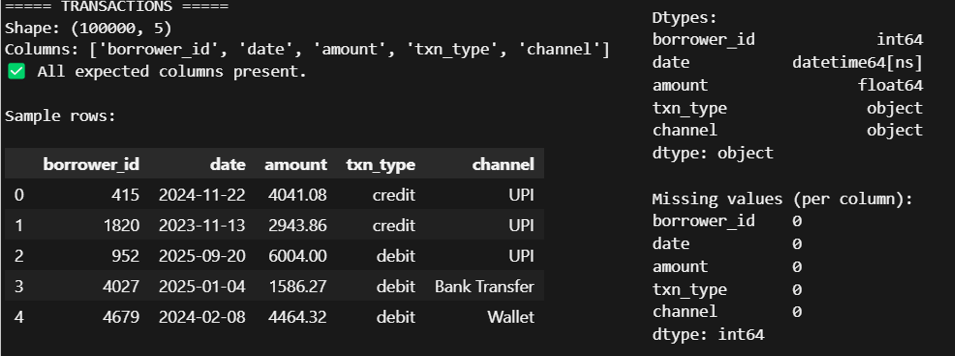 ===== TRANSACTIONS =====
Shape: (100000, 5)
Columns: ['borrower_id', 'date', 'amount', 'txn_type', 'channel']
✅ All expected columns present.
Sample rows:
borrower_id date amount txn_type channel
0 415 2024-11-22 4041.08 credit UPI
1 1820 2023-11-13 2943.86 credit UPI
2 952 2025-09-20 6004.00 debit UPI
3 4027 2025-01-04 1586.27 debit Bank Transfer
4 4679 2024-02-08 4464.32 debit Wallet
Dtypes:
borrower_id int64
date datetime64[ns]
amount float64
txn_type object
channel object
dtype: object
Missing values (per column):
borrower_id 0
date 0
amount 0
txn_type 0
channel 0
dtype: int64